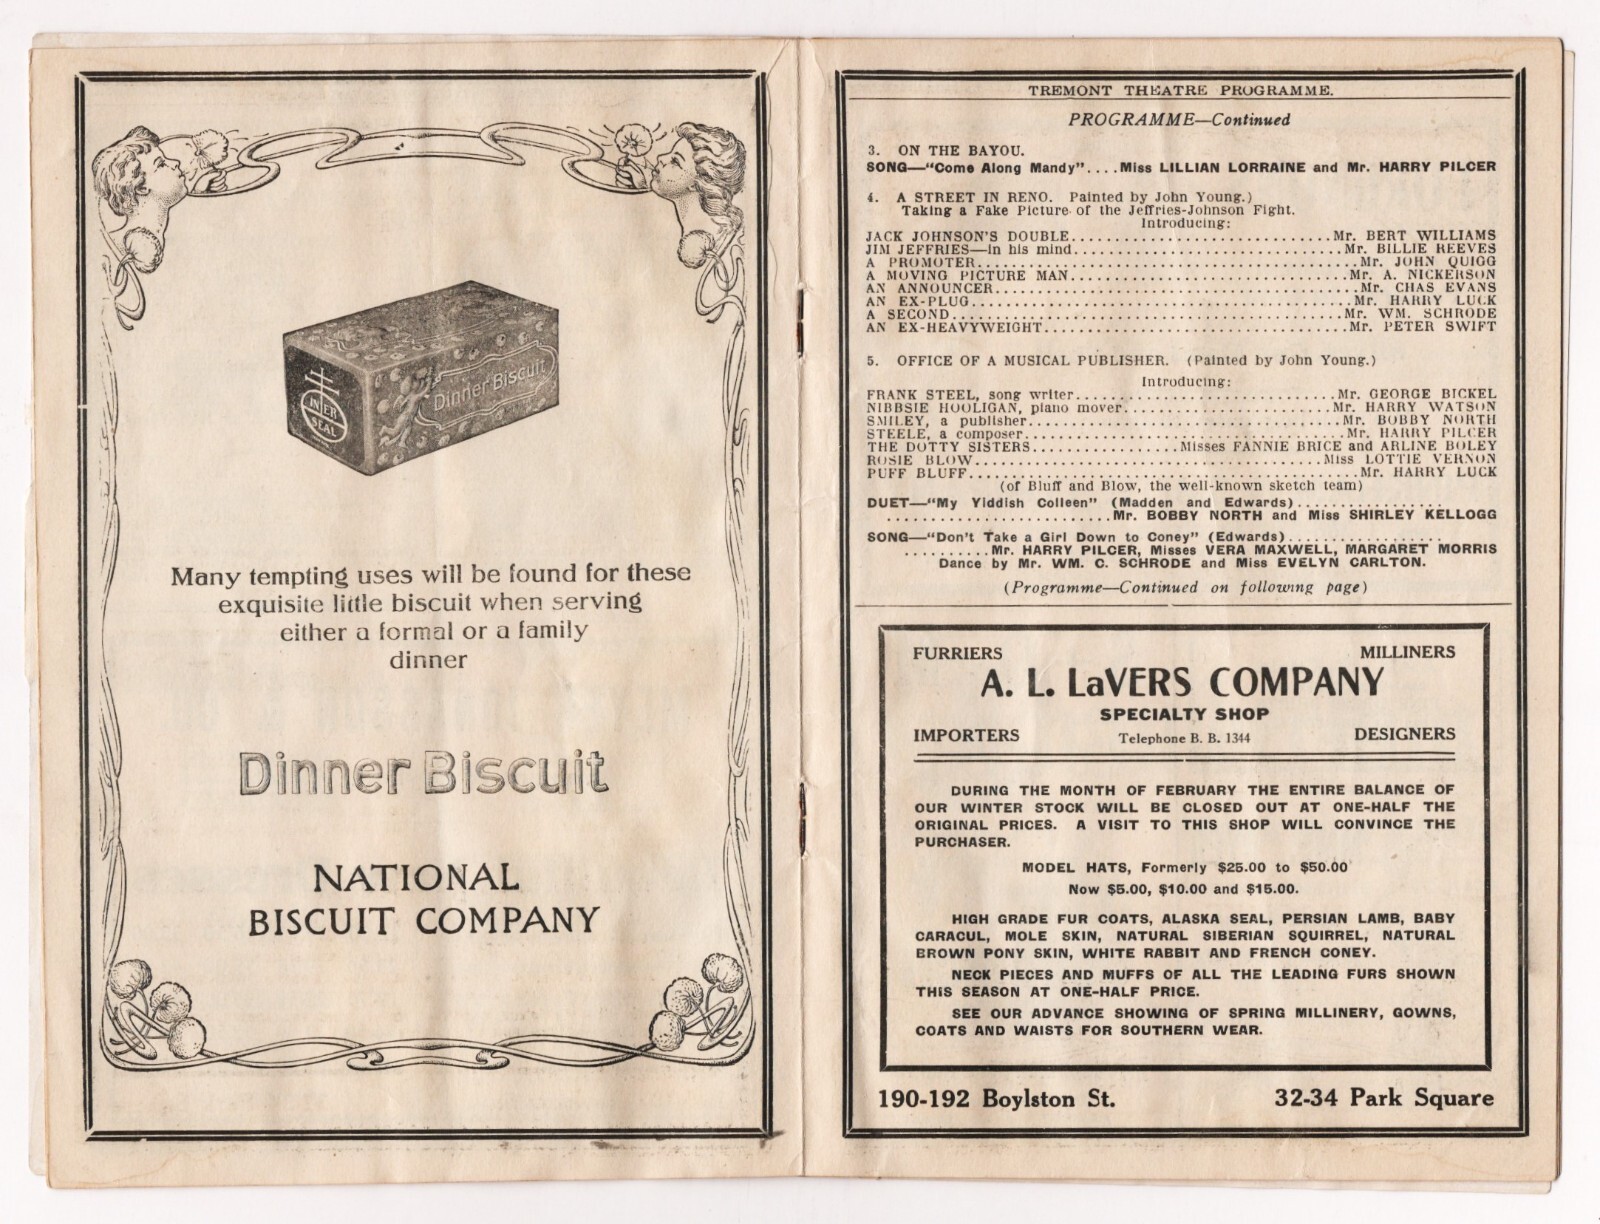 Dinner Biscuit
IN ER
SEAL
Many tempting uses will be found for these
exquisite little biscuit when serving
either a formal or a family
dinner
Dinner Biscuit
NATIONAL
BISCUIT COMPANY
TREMONT THEATRE PROGRAMME.
PROGRAMME—Continued
3. ON THE BAYOU.
SONG—"Come Along Mandy"....Miss LILLIAN LORRAINE and Mr. HARRY PILCER
4. A STREET IN RENO. Painted by John Young.)
Taking a Fake Picture of the Jeffries-Johnson Fight.
Introducing:
JACK JOHNSON'S DOUBLE............................Mr. BERT WILLIAMS
JIM JEFFRIES—in his mind............................Mr. BILLIE REEVES
A PROMOTER........................................Mr. JOHN QUIGG
A MOVING PICTURE MAN............................Mr. A. NICKERSON
AN ANNOUNCER.....................................Mr. CHAS EVANS
AN EX-PLUG........................................Mr. HARRY LUCK
A SECOND.........................................Mr. WM. SCHRODE
AN EX-HEAVYWEIGHT...............................Mr. PETER SWIFT
5. OFFICE OF A MUSICAL PUBLISHER. (Painted by John Young.)
Introducing:
FRANK STEEL, song writer............................Mr. GEORGE BICKEL
NIBBSIE HOOLIGAN, piano mover......................Mr. HARRY WATSON
SMILEY, a publisher.................................Mr. BOBBY NORTH
STEELE, a composer.................................Mr. HARRY PILCER
THE DOTTY SISTERS................Misses FANNIE BRICE and ARLINE BOLEY
ROSIE BLOW.......................................Miss LOTTIE VERNON
PUFF BLUFF.........................................Mr. HARRY LUCK
(of Bluff and Blow, the well-known sketch team)
DUET—"My Yiddish Colleen" (Madden and Edwards)................
........................Mr. BOBBY NORTH and Miss SHIRLEY KELLOGG
SONG—"Don't Take a Girl Down to Coney" (Edwards)................
..........Mr. HARRY PILCER, Misses VERA MAXWELL, MARGARET MORRIS
Dance by Mr. WM. C. SCHRODE and Miss EVELYN CARLTON.
(Programme—Continued on following page)
FURRIERS MILLINERS
A. L. LaVERS COMPANY
SPECIALTY SHOP
IMPORTERS Telephone B. B. 1344 DESIGNERS
DURING THE MONTH OF FEBRUARY THE ENTIRE BALANCE OF
OUR WINTER STOCK WILL BE CLOSED OUT AT ONE-HALF THE
ORIGINAL PRICES. A VISIT TO THIS SHOP WILL CONVINCE THE
PURCHASER.
MODEL HATS, Formerly $25.00 to $50.00
Now $5.00, $10.00 and $15.00.
HIGH GRADE FUR COATS, ALASKA SEAL, PERSIAN LAMB, BABY
CARACUL, MOLE SKIN, NATURAL SIBERIAN SQUIRREL, NATURAL
BROWN PONY SKIN, WHITE RABBIT AND FRENCH CONEY.
NECK PIECES AND MUFFS OF ALL THE LEADING FURS SHOWN
THIS SEASON AT ONE-HALF PRICE.
SEE OUR ADVANCE SHOWING OF SPRING MILLINERY, GOWNS,
COATS AND WAISTS FOR SOUTHERN WEAR.
190-192 Boylston St. 32-34 Park Square